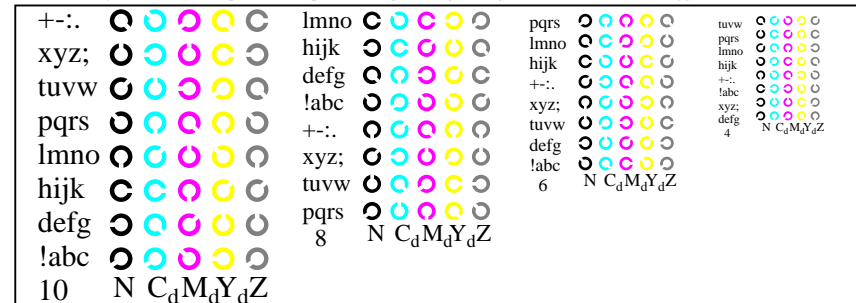 +-:.
xyz;
tuvw
pqrs
lmno
hijk
defg
!abc
10 N CdMdYdZ
lmno
hijk
defg
!abc
+-:.
xyz;
tuvw
pqrs
8 N CdMdYdZ
pqrs
lmno
hijk
+-:.
xyz;
tuvw
defg
!abc
6 N CdMdYdZ
tuvw
pqrs
lmno
hijk
+-:.
!abc
xyz;
defg
4 N CdMdYdZ